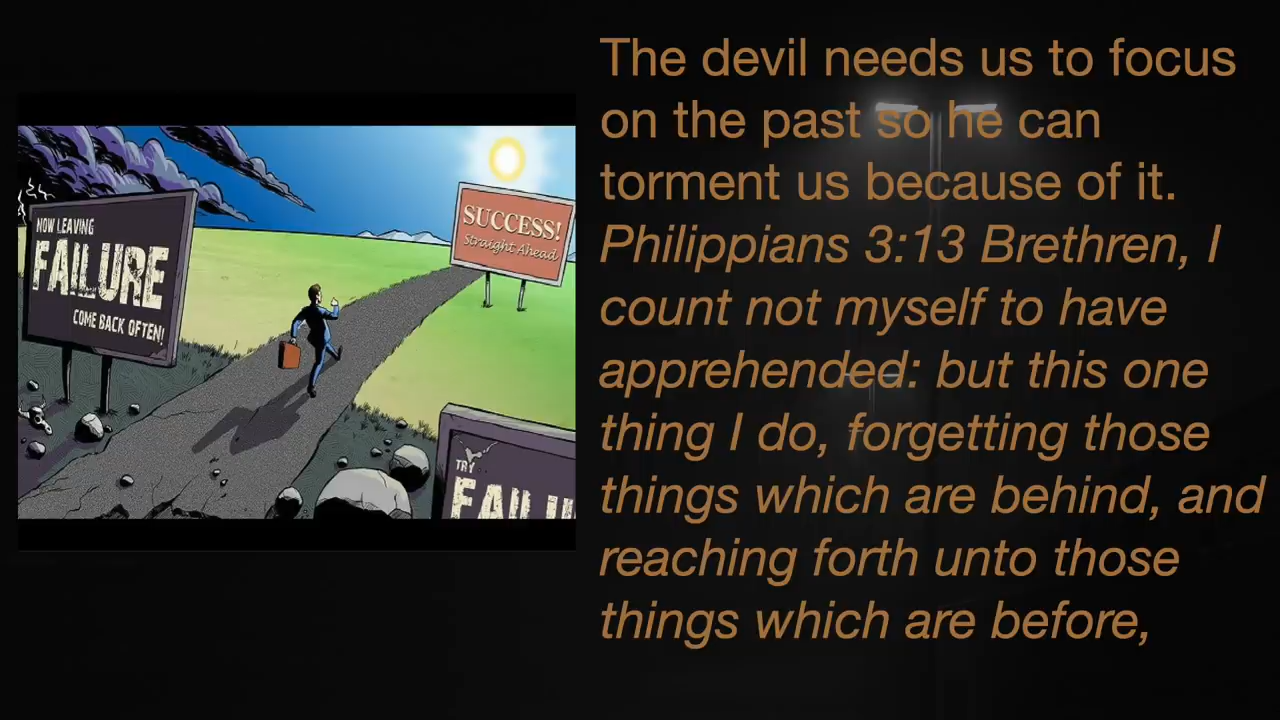 NOW LEAVING
FAILURE
COME BACK OFTEN!
SUCCESS!
Straight Ahead
TRY
The devil needs us to focus
on the past so he can
torment us because of it.
Philippians 3:13 Brethren, I
count not myself to have
apprehended: but this one
thing I do, forgetting those
things which are behind, and
reaching forth unto those
things which are before,